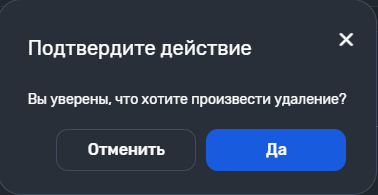 Подтвердите действие
Вы уверены, что хотите произвести удаление?
Отменить
Да